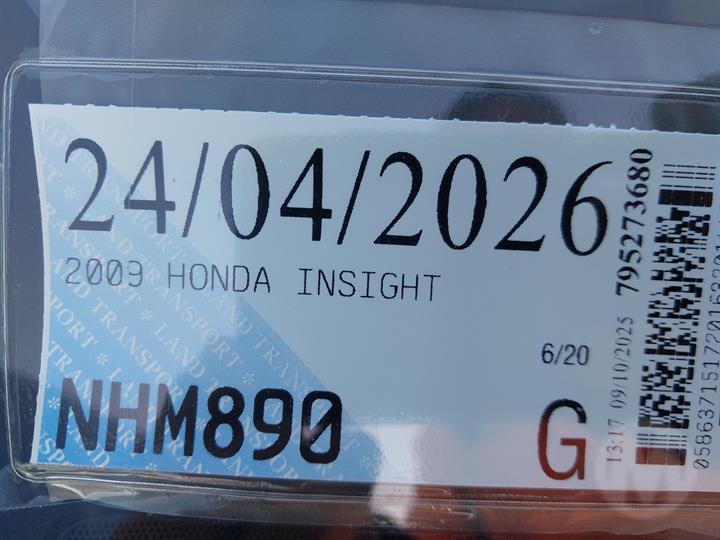 24/04/2026
2009 HONDA INSIGHT
NHM890
6/20
G
13:17 09/10/2025 795273680
LAND TRANSPORT